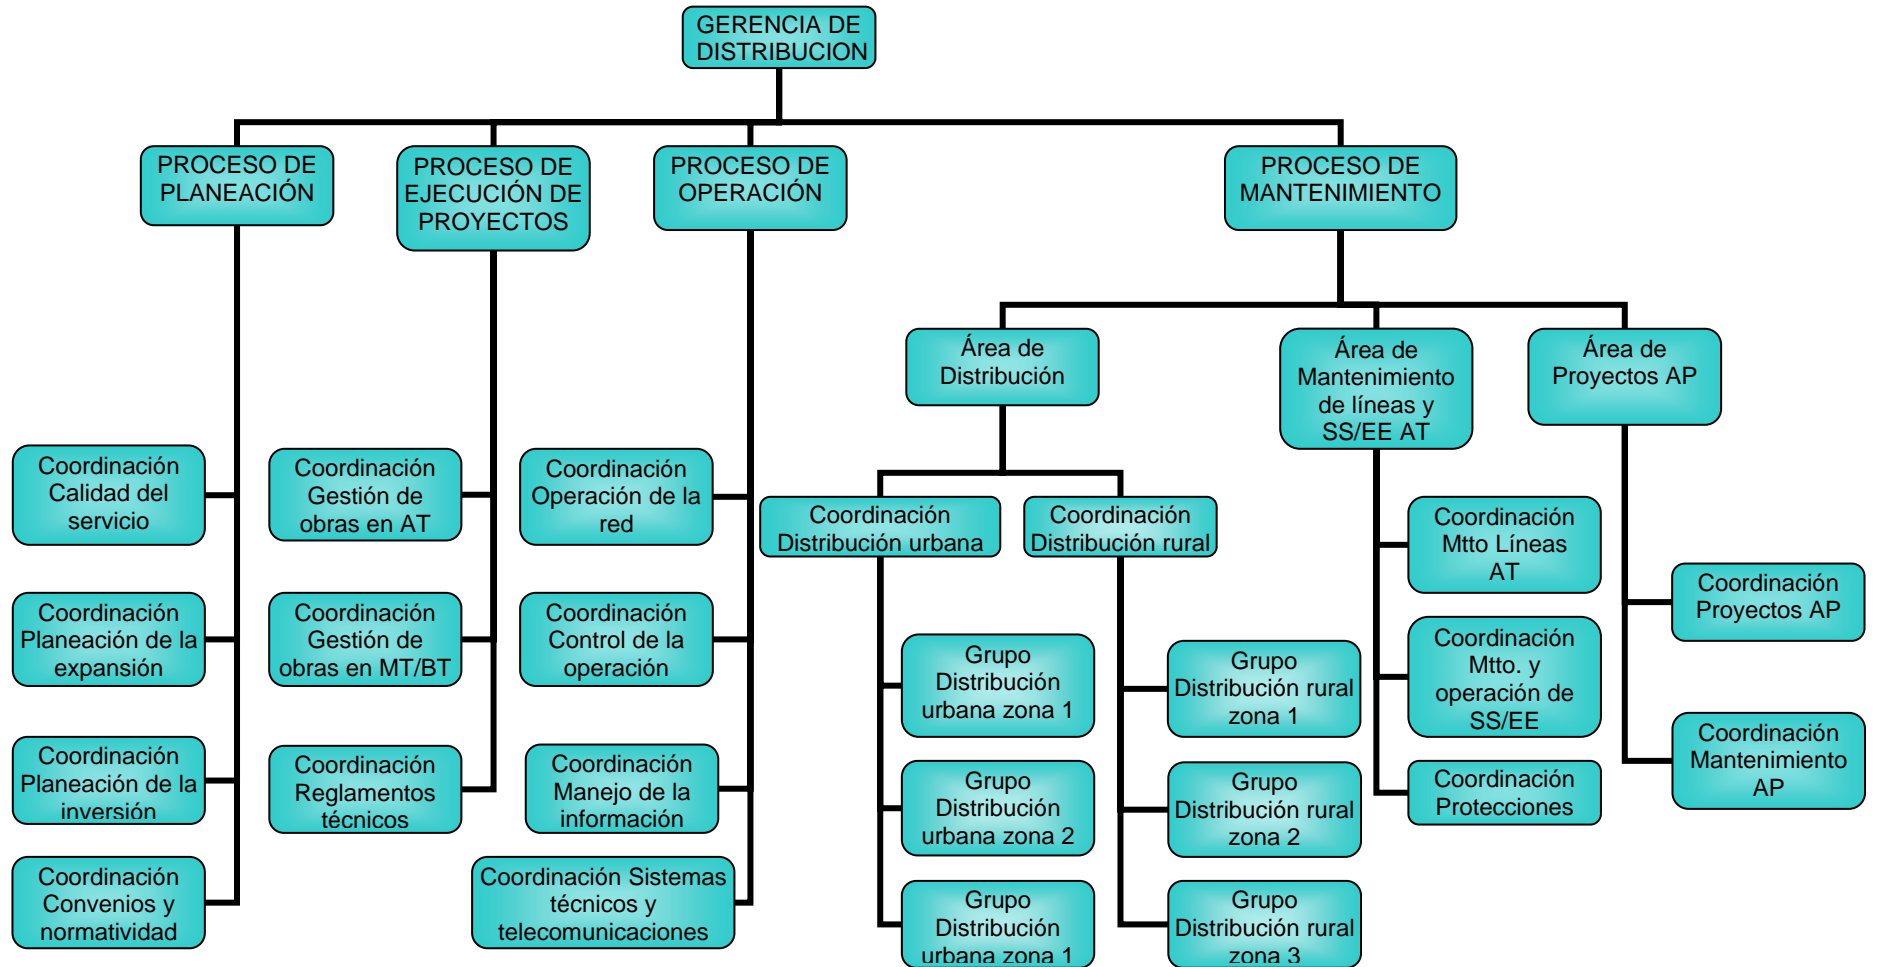 GERENCIA DE
DISTRIBUCION
PROCESO DE
PLANEACIÓN
PROCESO DE
EJECUCIÓN DE
PROYECTOS
PROCESO DE
OPERACIÓN
PROCESO DE
MANTENIMIENTO
Área de
Distribución
Área de
Mantenimiento
de líneas y
SS/EE AT
Área de
Proyectos AP
Coordinación
Calidad del
servicio
Coordinación
Gestión de
obras en AT
Coordinación
Operación de la
red
Coordinación
Distribución urbana
Coordinación
Distribución rural
Coordinación
Mtto Líneas
AT
Coordinación
Proyectos AP
Coordinación
Planeación de la
expansión
Coordinación
Gestión de
obras en MT/BT
Coordinación
Control de la
operación
Grupo
Distribución
urbana zona 1
Grupo
Distribución rural
zona 1
Coordinación
Mtto. y
operación de
SS/EE
Coordinación
Mantenimiento
AP
Coordinación
Planeación de la
inversión
Coordinación
Reglamentos
técnicos
Coordinación
Manejo de la
información
Grupo
Distribución
urbana zona 2
Grupo
Distribución rural
zona 2
Coordinación
Protecciones
Coordinación
Convenios y
normatividad
Coordinación Sistemas
técnicos y
telecomunicaciones
Grupo
Distribución
urbana zona 1
Grupo
Distribución rural
zona 3